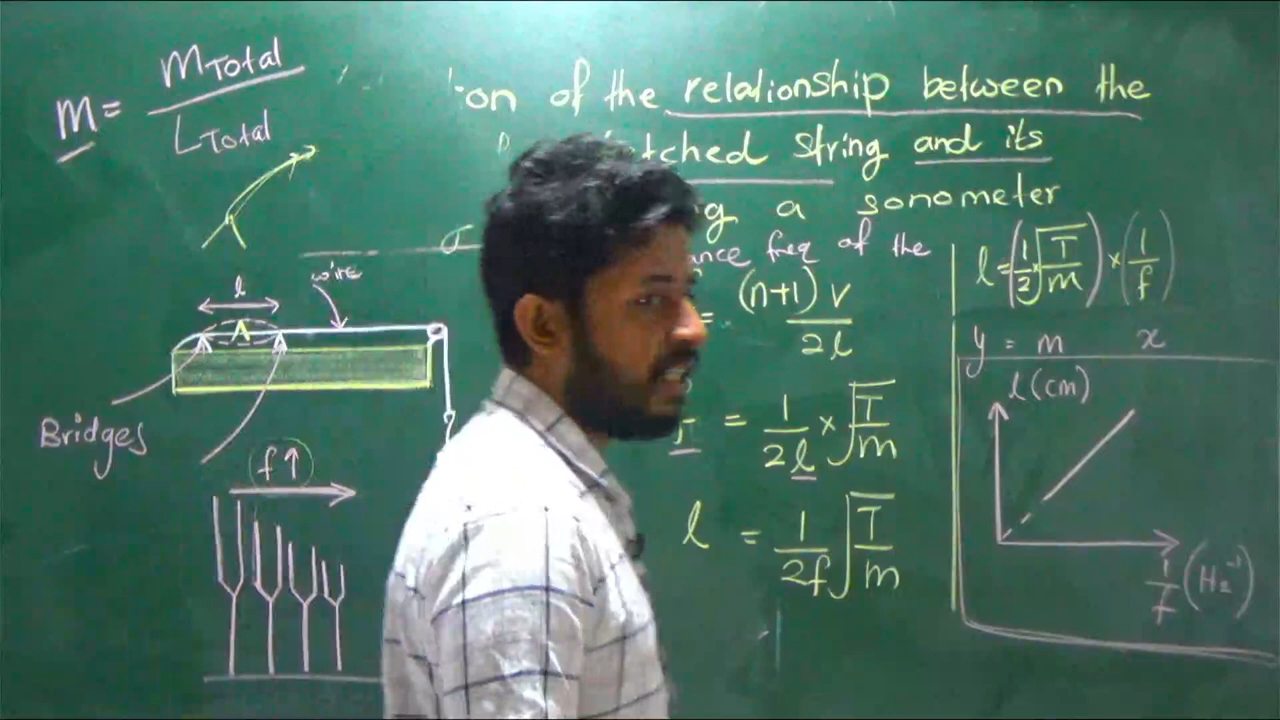 m = mTotal / LTotal
on of the relationship between the
tched string and its
g a sonometer
ance freq of the
= (n+1) v / 2l
= 1/2l × √T/m
l = 1/2f √T/m
l = (1/2 × √T/m) × (1/f)
y = m x
l (cm)
1/f (Hz⁻¹)
l
wire
A
Bridges
f ↑